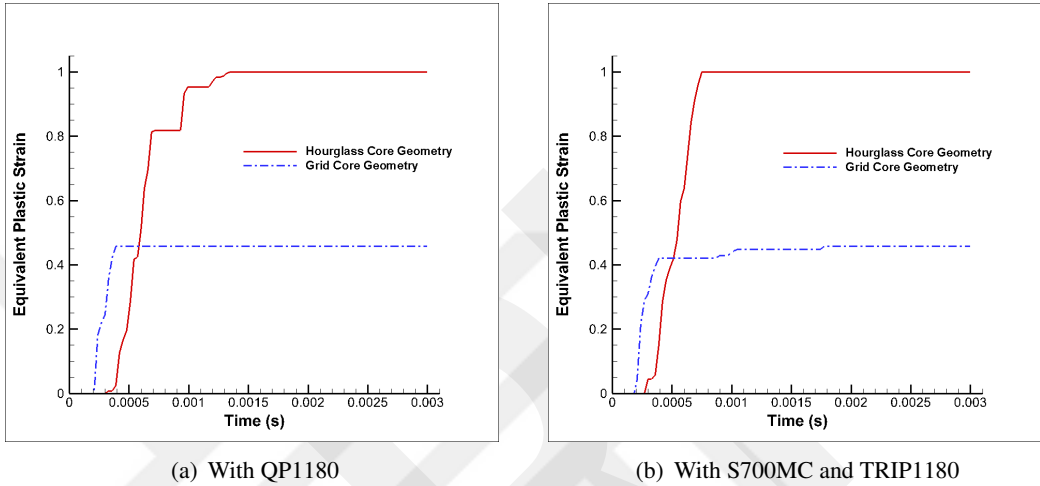 Equivalent Plastic Strain
1
0.8
0.6
0.4
0.2
0
Hourglass Core Geometry
Grid Core Geometry
0 0.0005 0.001 0.0015 0.002 0.0025 0.003
Time (s)
(a) With QP1180
Equivalent Plastic Strain
1
0.8
0.6
0.4
0.2
0
Hourglass Core Geometry
Grid Core Geometry
0 0.0005 0.001 0.0015 0.002 0.0025 0.003
Time (s)
(b) With S700MC and TRIP1180